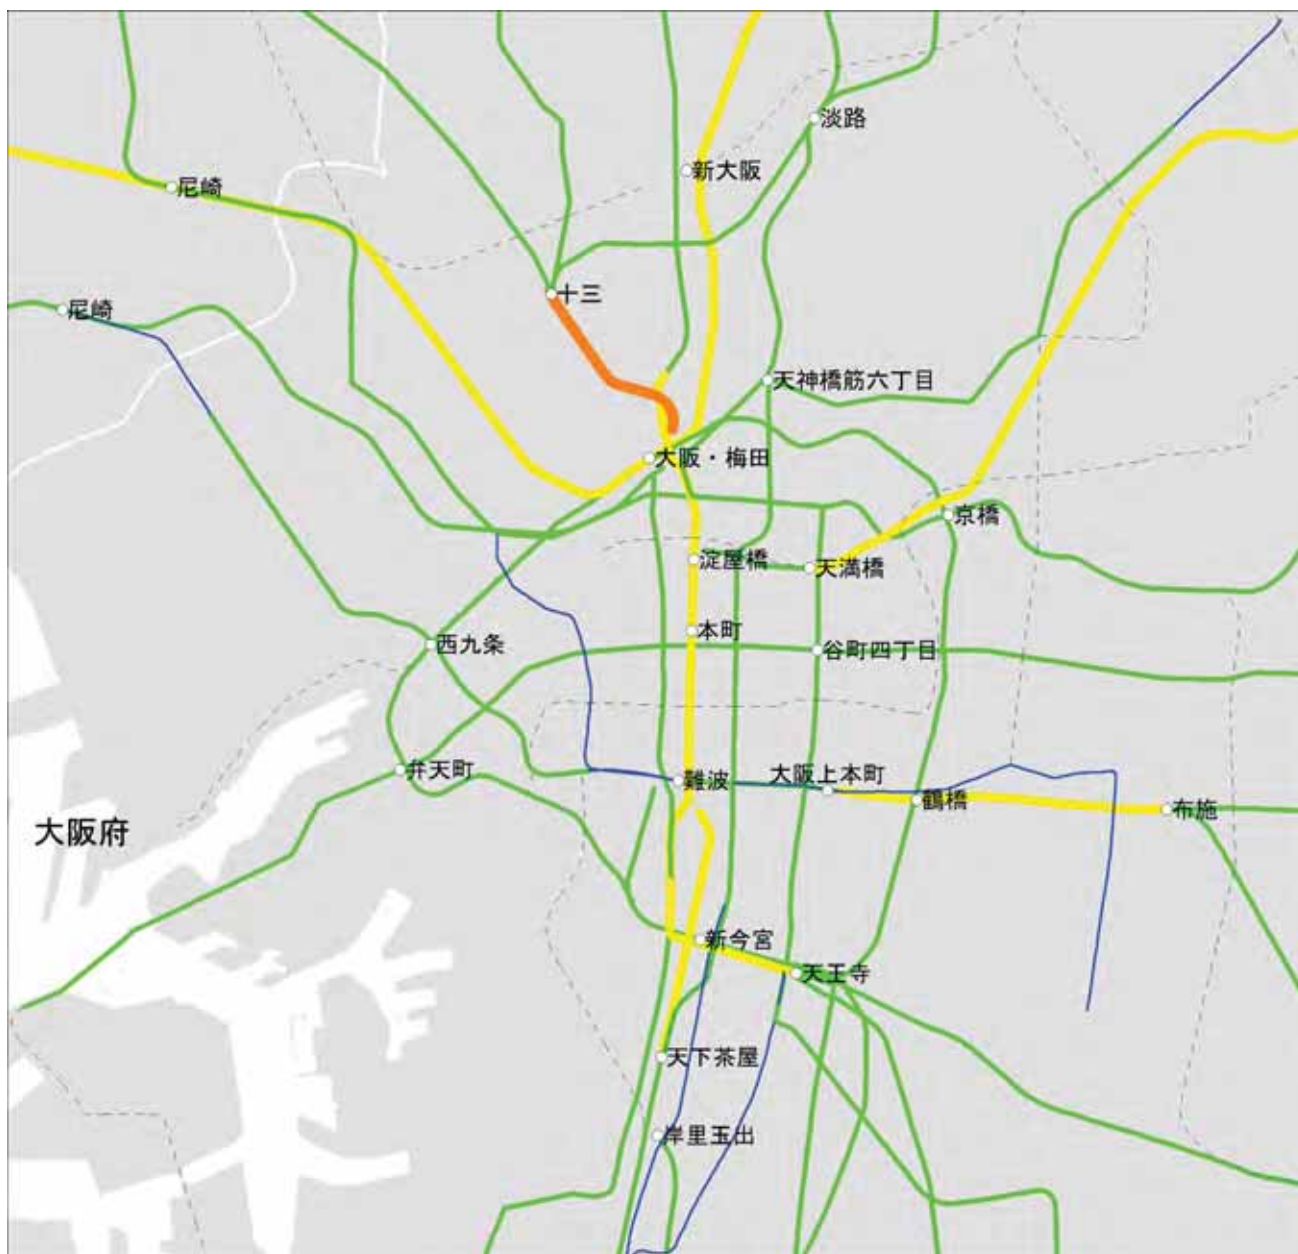 淡路
新大阪
尼崎
十三
尼崎
天神橋筋六丁目
大阪・梅田
京橋
淀屋橋
天満橋
本町
西九条
谷町四丁目
弁天町
難波
大阪上本町
鶴橋
布施
大阪府
新今宮
天王寺
天下茶屋
岸里玉出